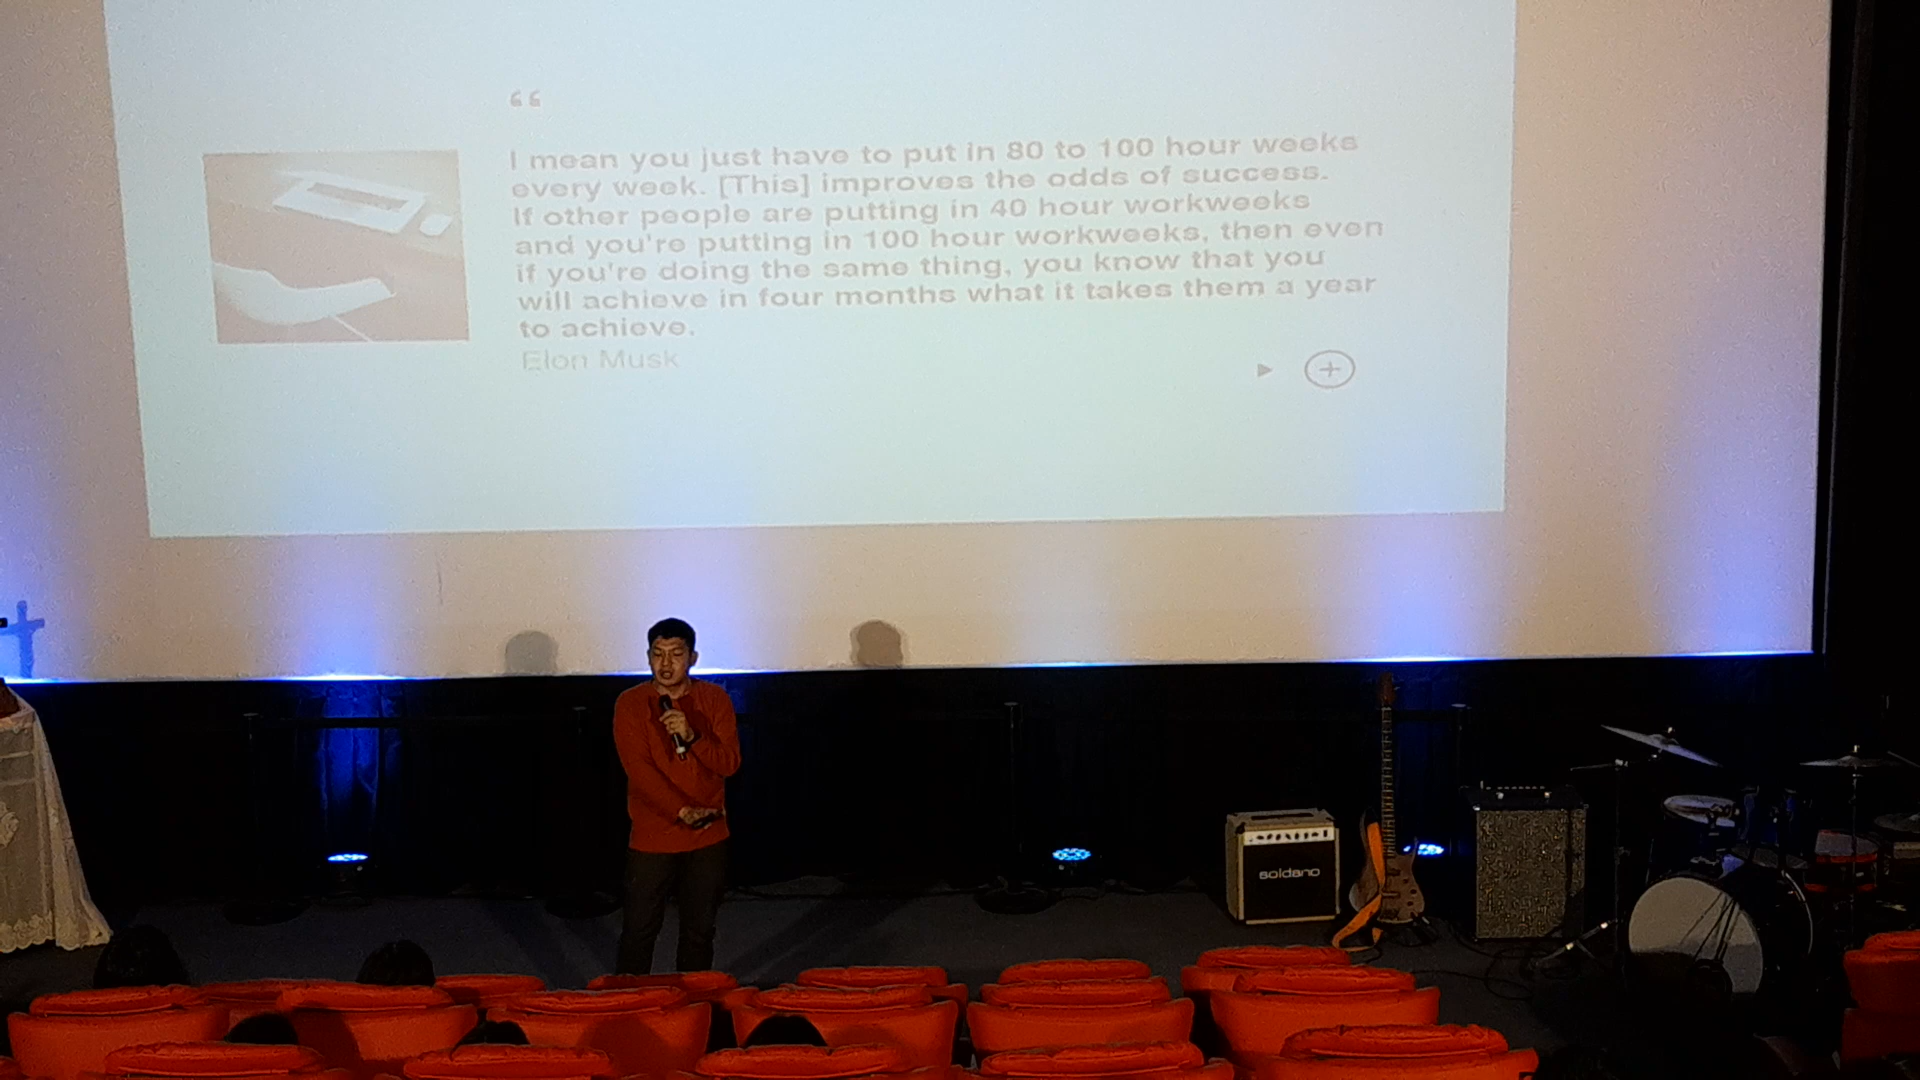 “
I mean you just have to put in 80 to 100 hour weeks
every week. [This] improves the odds of success.
If other people are putting in 40 hour workweeks
and you're putting in 100 hour workweeks, then even
if you're doing the same thing, you know that you
will achieve in four months what it takes them a year
to achieve.
Elon Musk
soldano